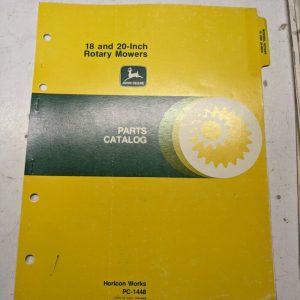 18 and 20-Inch
Rotary Mowers
JOHN DEERE
PARTS
CATALOG
Horicon Works
PC-1448